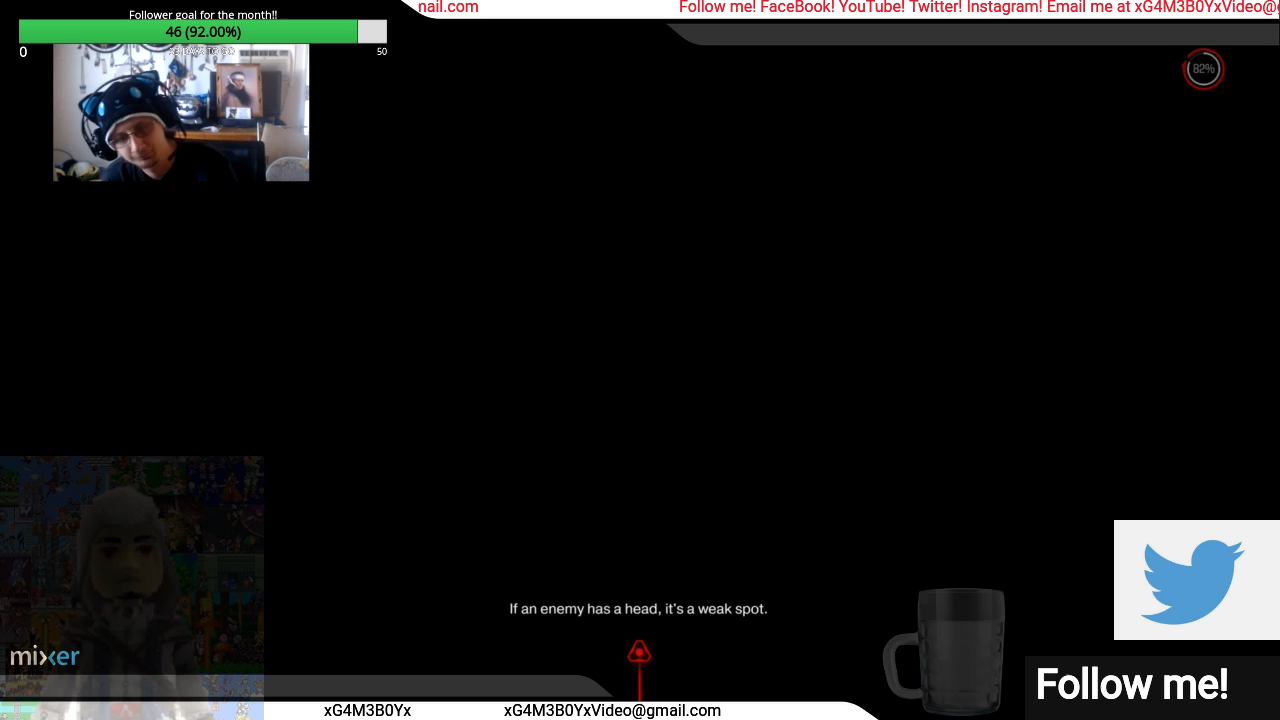 nail.com Follow me! FaceBook! YouTube! Twitter! Instagram! Email me at xG4M3B0YxVideo@g
Follower goal for the month!!
46 (92.00%)
0 50
82%
If an enemy has a head, it's a weak spot.
mixer
Follow me!
xG4M3B0Yx xG4M3B0YxVideo@gmail.com